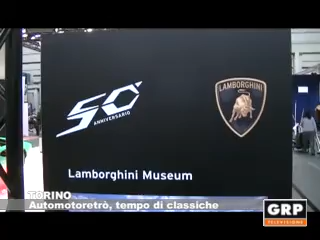 50°
ANNIVERSARIO
LAMBORGHINI
Lamborghini Museum
TORINO
Automotoretrò, tempo di classiche
GRP
TELEVISIONE